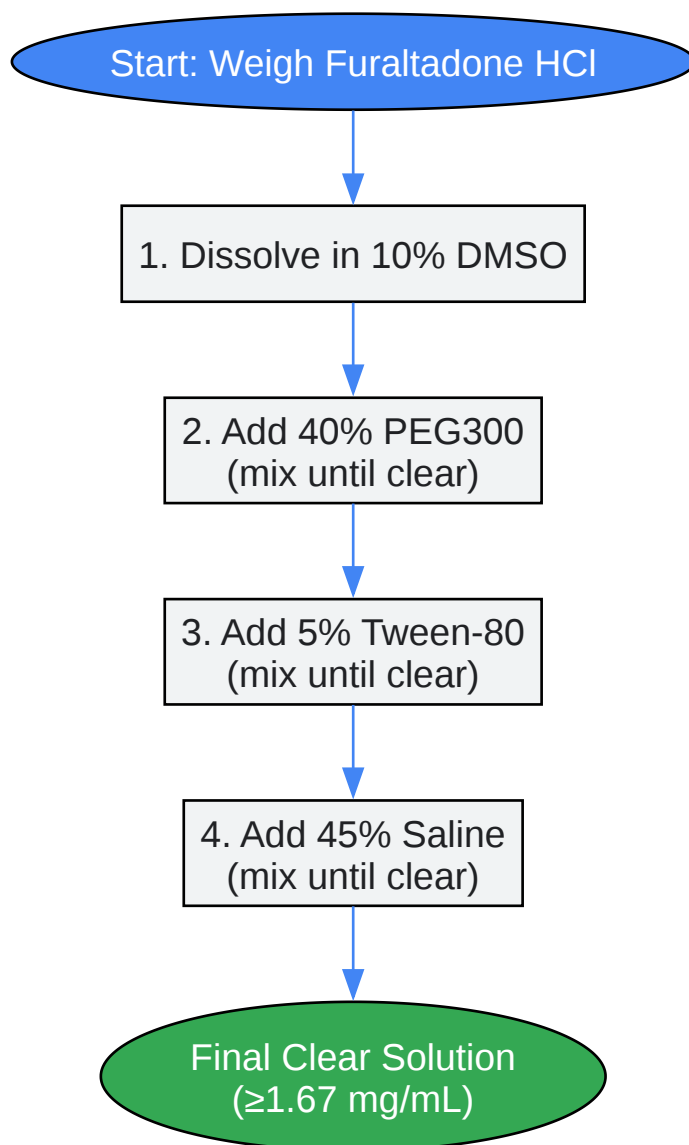 Start: Weigh Furaltadone HCl
1. Dissolve in 10% DMSO
2. Add 40% PEG300
(mix until clear)
3. Add 5% Tween-80
(mix until clear)
4. Add 45% Saline
(mix until clear)
Final Clear Solution
(≥1.67 mg/mL)